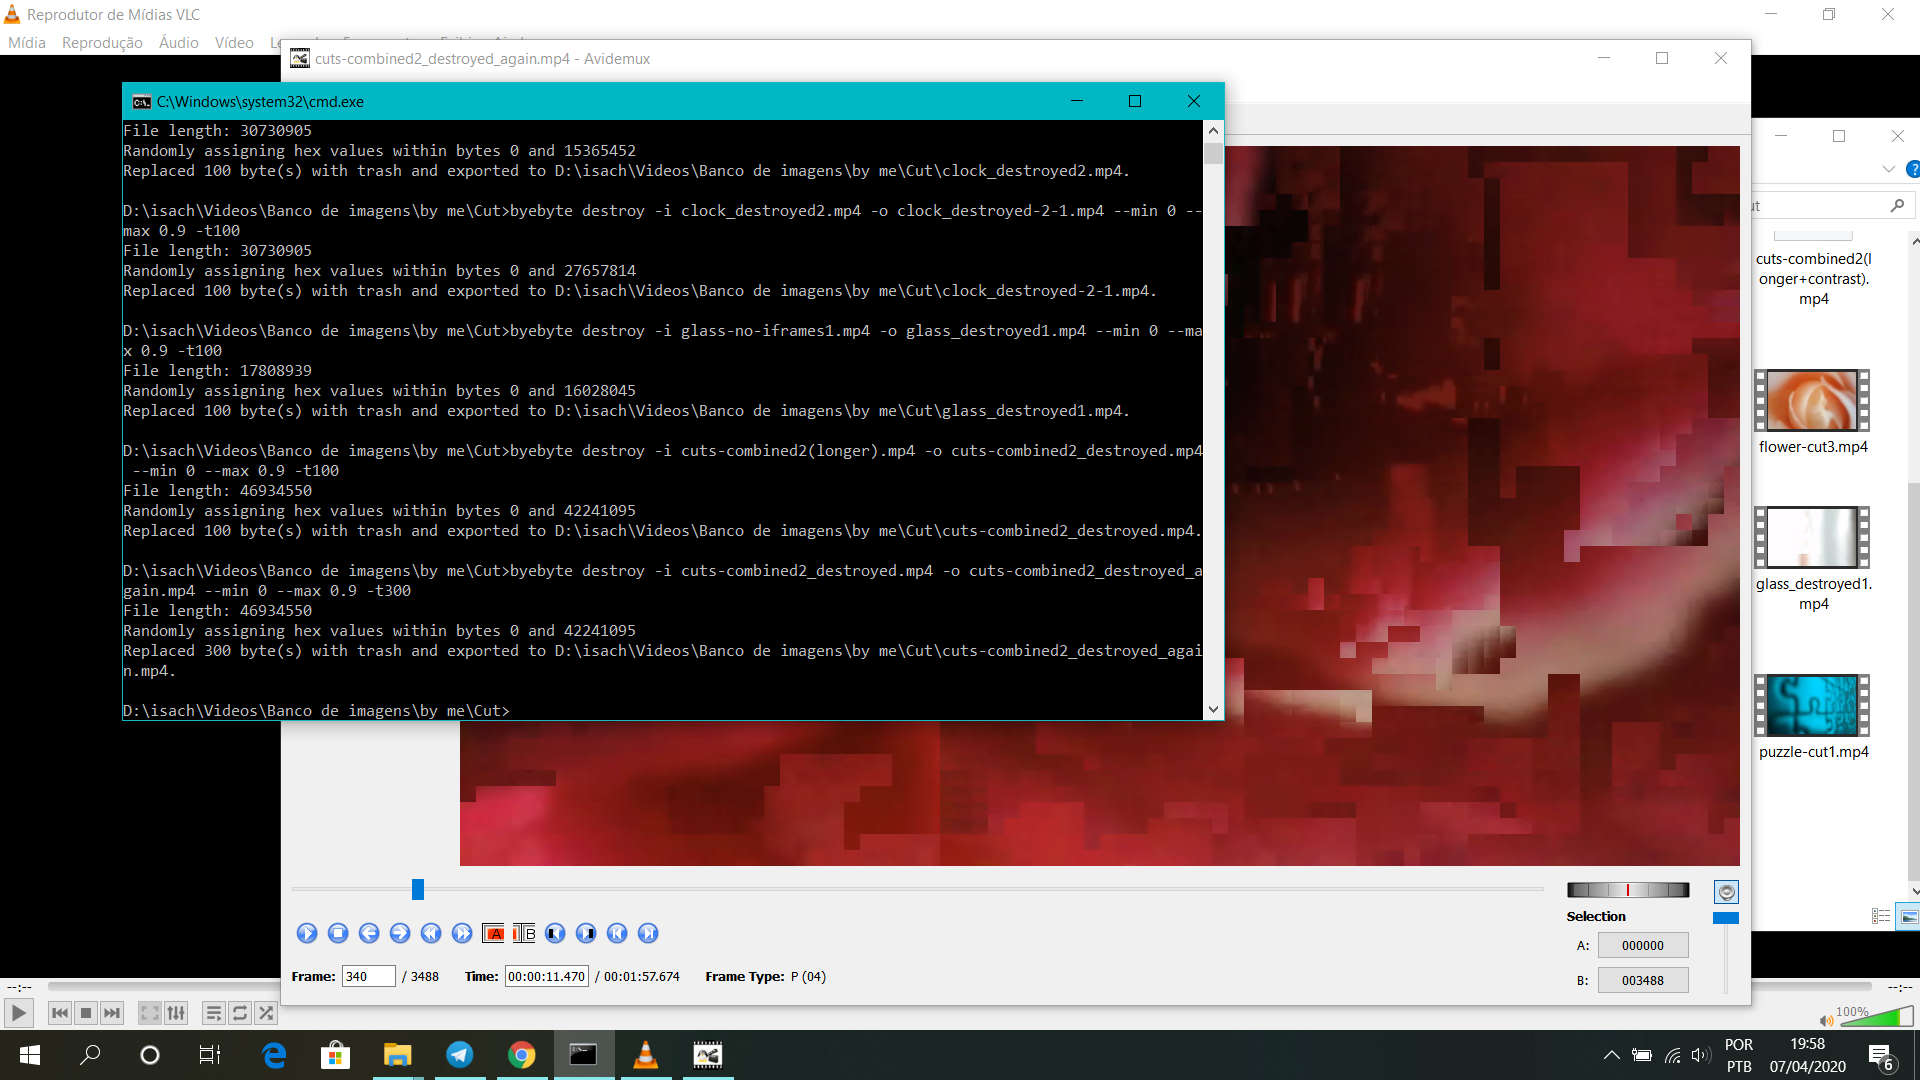 Reprodutor de Mídias VLC
Mídia Reprodução Áudio Vídeo
cuts-combined2_destroyed_again.mp4 - Avidemux
C:\Windows\system32\cmd.exe
File length: 30730905
Randomly assigning hex values within bytes 0 and 15365452
Replaced 100 byte(s) with trash and exported to D:\isach\Videos\Banco de imagens\by me\Cut\clock_destroyed2.mp4.
D:\isach\Videos\Banco de imagens\by me\Cut>byebyte destroy -i clock_destroyed2.mp4 -o clock_destroyed-2-1.mp4 --min 0 --
max 0.9 -t100
File length: 30730905
Randomly assigning hex values within bytes 0 and 27657814
Replaced 100 byte(s) with trash and exported to D:\isach\Videos\Banco de imagens\by me\Cut\clock_destroyed-2-1.mp4.
D:\isach\Videos\Banco de imagens\by me\Cut>byebyte destroy -i glass-no-iframes1.mp4 -o glass_destroyed1.mp4 --min 0 --ma
x 0.9 -t100
File length: 17808939
Randomly assigning hex values within bytes 0 and 16028045
Replaced 100 byte(s) with trash and exported to D:\isach\Videos\Banco de imagens\by me\Cut\glass_destroyed1.mp4.
D:\isach\Videos\Banco de imagens\by me\Cut>byebyte destroy -i cuts-combined2(longer).mp4 -o cuts-combined2_destroyed.mp4
--min 0 --max 0.9 -t100
File length: 46934550
Randomly assigning hex values within bytes 0 and 42241095
Replaced 100 byte(s) with trash and exported to D:\isach\Videos\Banco de imagens\by me\Cut\cuts-combined2_destroyed.mp4.
D:\isach\Videos\Banco de imagens\by me\Cut>byebyte destroy -i cuts-combined2_destroyed.mp4 -o cuts-combined2_destroyed_a
gain.mp4 --min 0 --max 0.9 -t300
File length: 46934550
Randomly assigning hex values within bytes 0 and 42241095
Replaced 300 byte(s) with trash and exported to D:\isach\Videos\Banco de imagens\by me\Cut\cuts-combined2_destroyed_agai
n.mp4.
D:\isach\Videos\Banco de imagens\by me\Cut>
cuts-combined2(l
onger+contrast).
mp4
flower-cut3.mp4
glass_destroyed1.
mp4
puzzle-cut1.mp4
A B
Selection
A: 000000
B: 003488
Frame: 340 / 3488 Time: 00:00:11.470 / 00:01:57.674 Frame Type: P (04)
--:-- --:--
100%
POR
PTB
19:58
07/04/2020
6